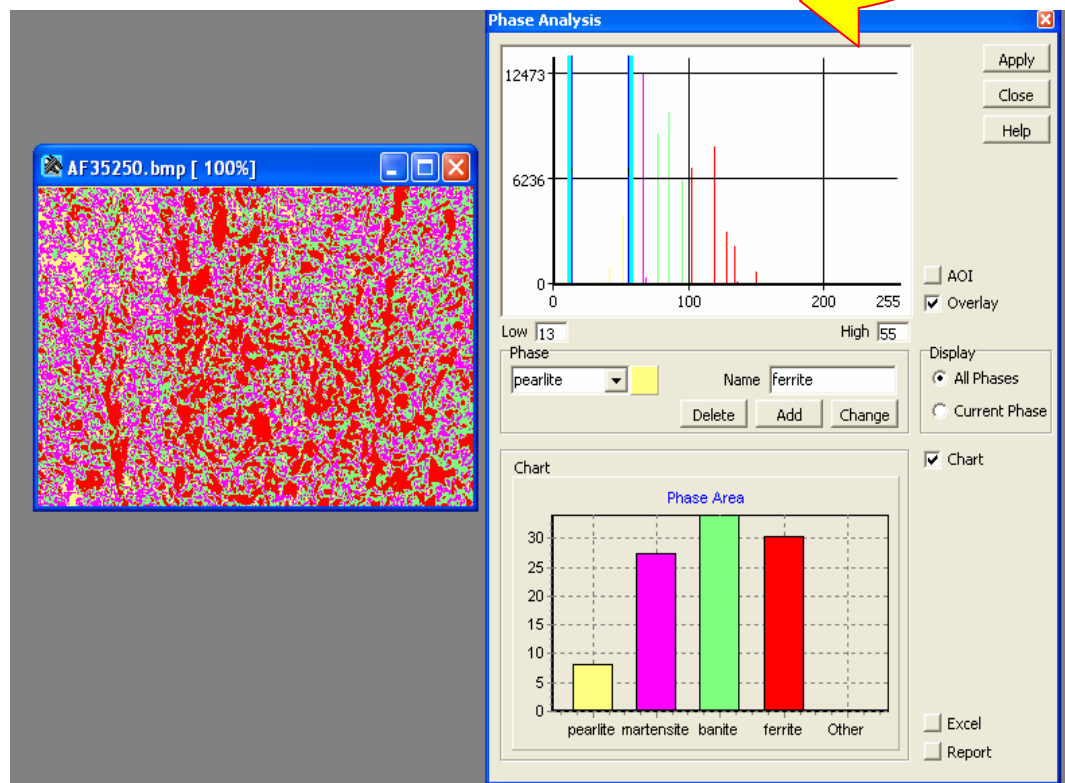 Phase Analysis
Apply
Close
Help
12473
6236
0
0 100 200 255
AF35250.bmp [ 100%]
AOI
Overlay
Low 13 High 55
Phase
pearlite Name ferrite
Delete Add Change
Display
All Phases
Current Phase
Chart
Chart
Phase Area
30
25
20
15
10
5
0
pearlite martensite banite ferrite Other
Excel
Report